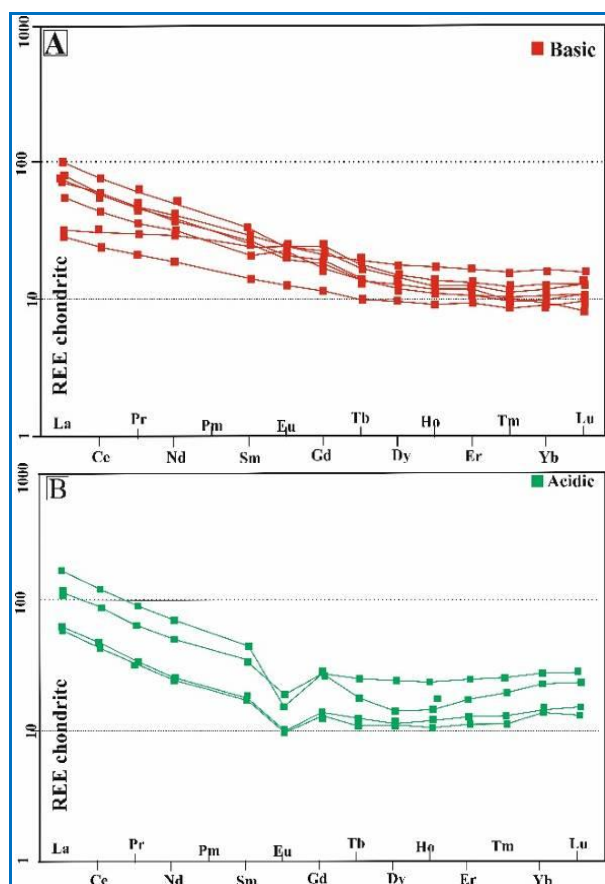 1000
A
Basic
100
10
REE chondrite
1
La
Pr
Pm
Eu
Tb
Ho
Tm
Lu
Ce
Nd
Sm
Gd
Dy
Er
Yb
1000
B
Acidic
100
10
REE chondrite
1
La
Pr
Pm
Eu
Tb
Ho
Tm
Lu
Ce
Nd
Sm
Gd
Dy
Er
Yb